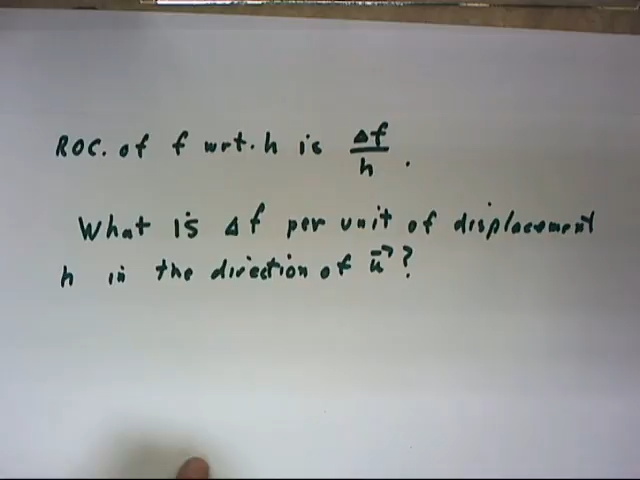 ROC. of f wrt. h is Δf/h.
What is Δf per unit of displacement
h in the direction of u⃗?